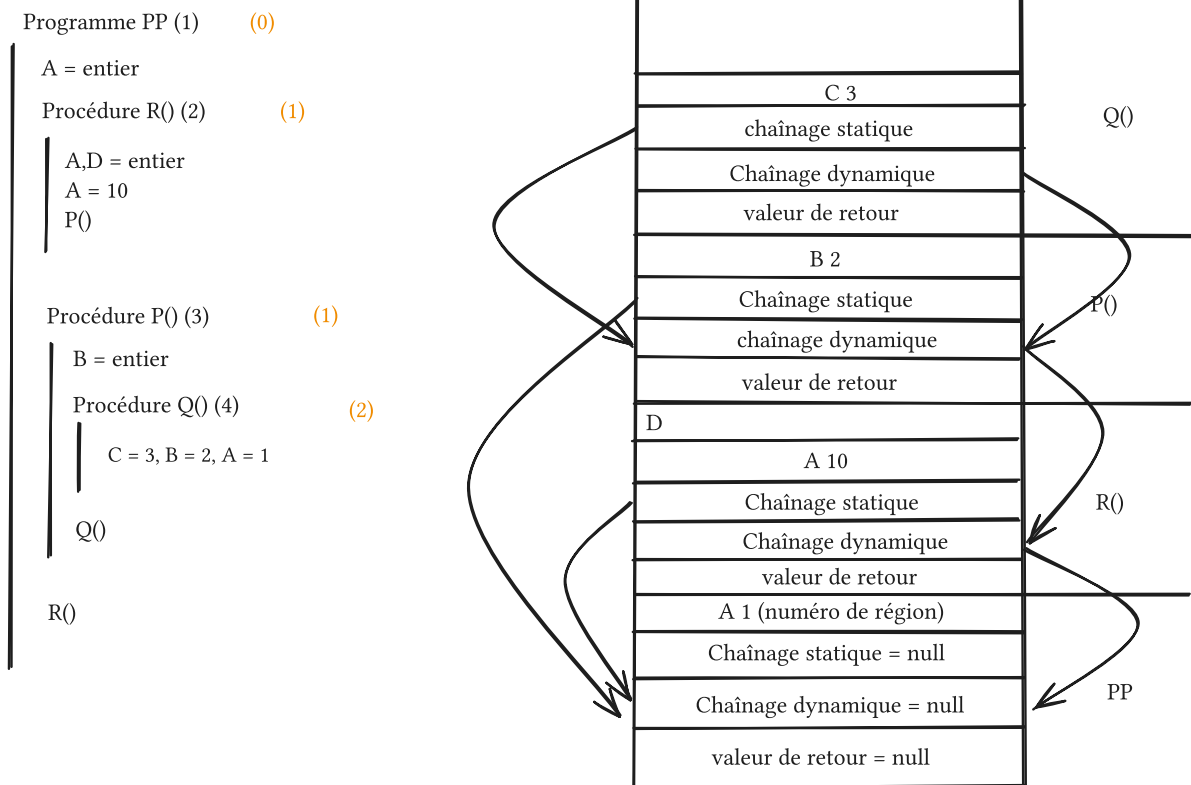 Programme PP (1) (0)
A = entier
Procédure R() (2) (1)
A,D = entier
A = 10
P()
Procédure P() (3) (1)
B = entier
Procédure Q() (4) (2)
C = 3, B = 2, A = 1
Q()
R()
C 3
chaînage statique
Chaînage dynamique
valeur de retour
Q()
B 2
Chaînage statique
chaînage dynamique
valeur de retour
P()
D
A 10
Chaînage statique
Chaînage dynamique
valeur de retour
R()
A 1 (numéro de région)
Chaînage statique = null
Chaînage dynamique = null
valeur de retour = null
PP